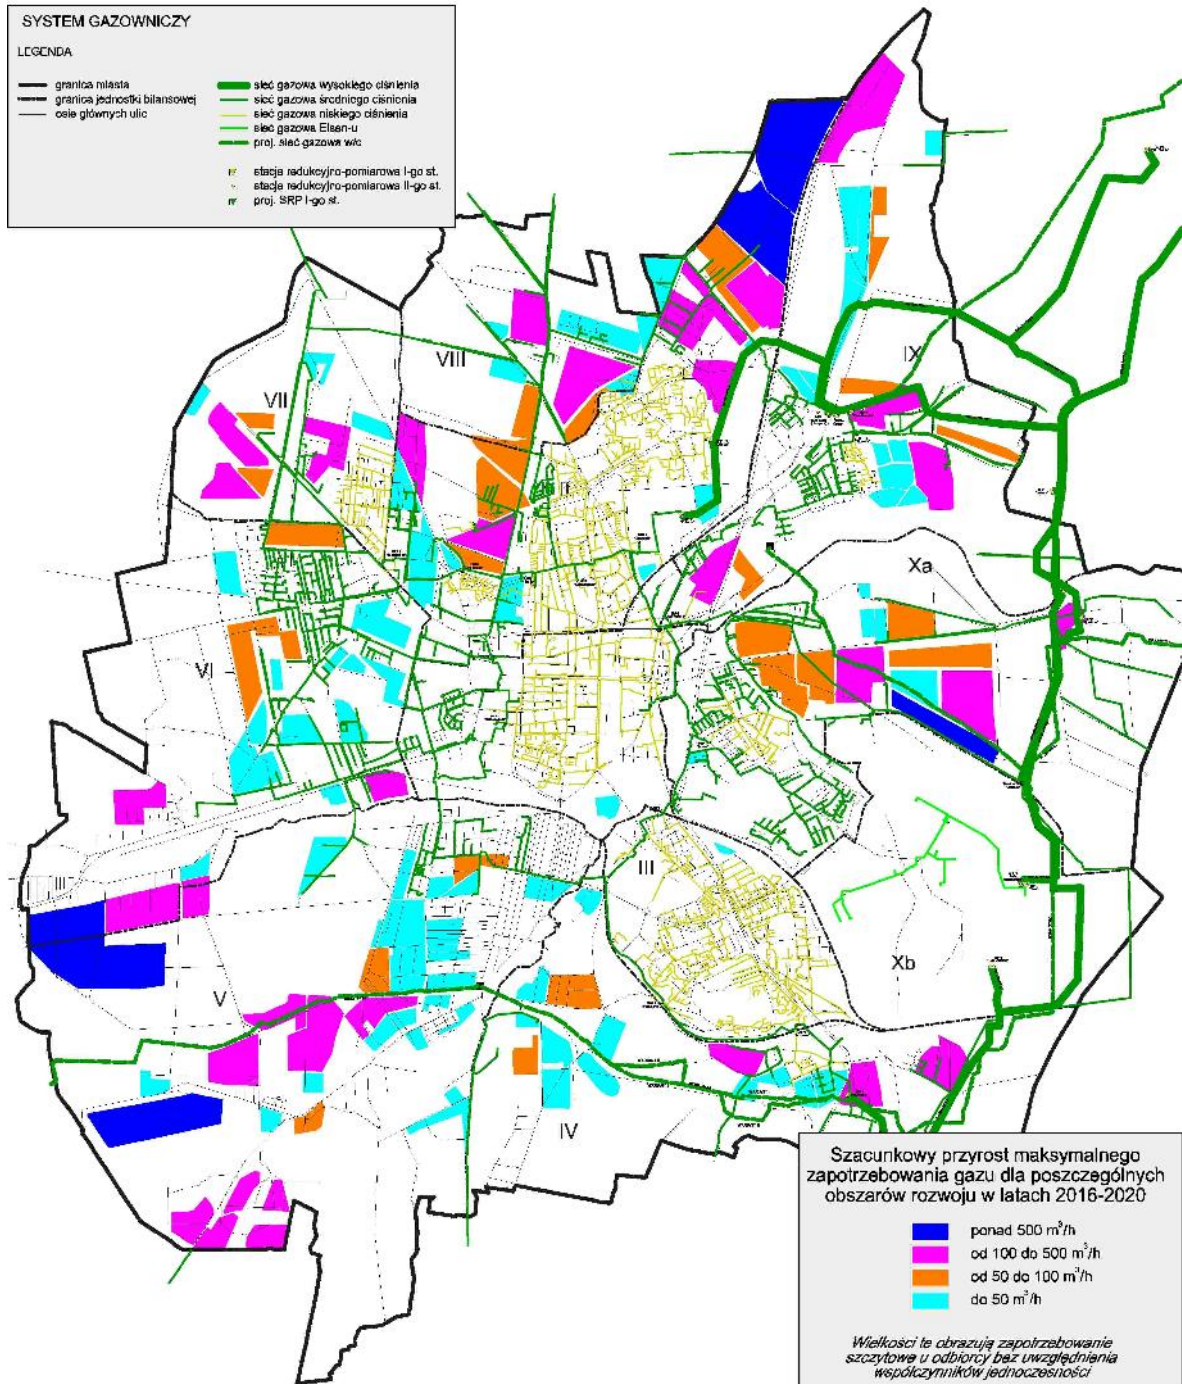 SYSTEM GAZOWNICZY
LEGENDA
granica miasta
granica jednostki bilansowej
osie głównych ulic
sieć gazowa wysokiego ciśnienia
sieć gazowa średniego ciśnienia
sieć gazowa niskiego ciśnienia
sieć gazowa Elsen-u
proj. sieć gazowa w/c
stacja redukcyjno-pomiarowa I-go st.
stacja redukcyjno-pomiarowa II-go st.
proj. SRP I-go st.
VIII
IX
VII
II
Xa
VI
I
III
III
Xb
V
IV
Szacunkowy przyrost maksymalnego
zapotrzebowania gazu dla poszczególnych
obszarów rozwoju w latach 2016-2020
ponad 500 m³/h
od 100 do 500 m³/h
od 50 do 100 m³/h
do 50 m³/h
Wielkości te obrazują zapotrzebowanie
szczytowe u odbiorcy bez uwzględnienia
współczynników jednoczesności